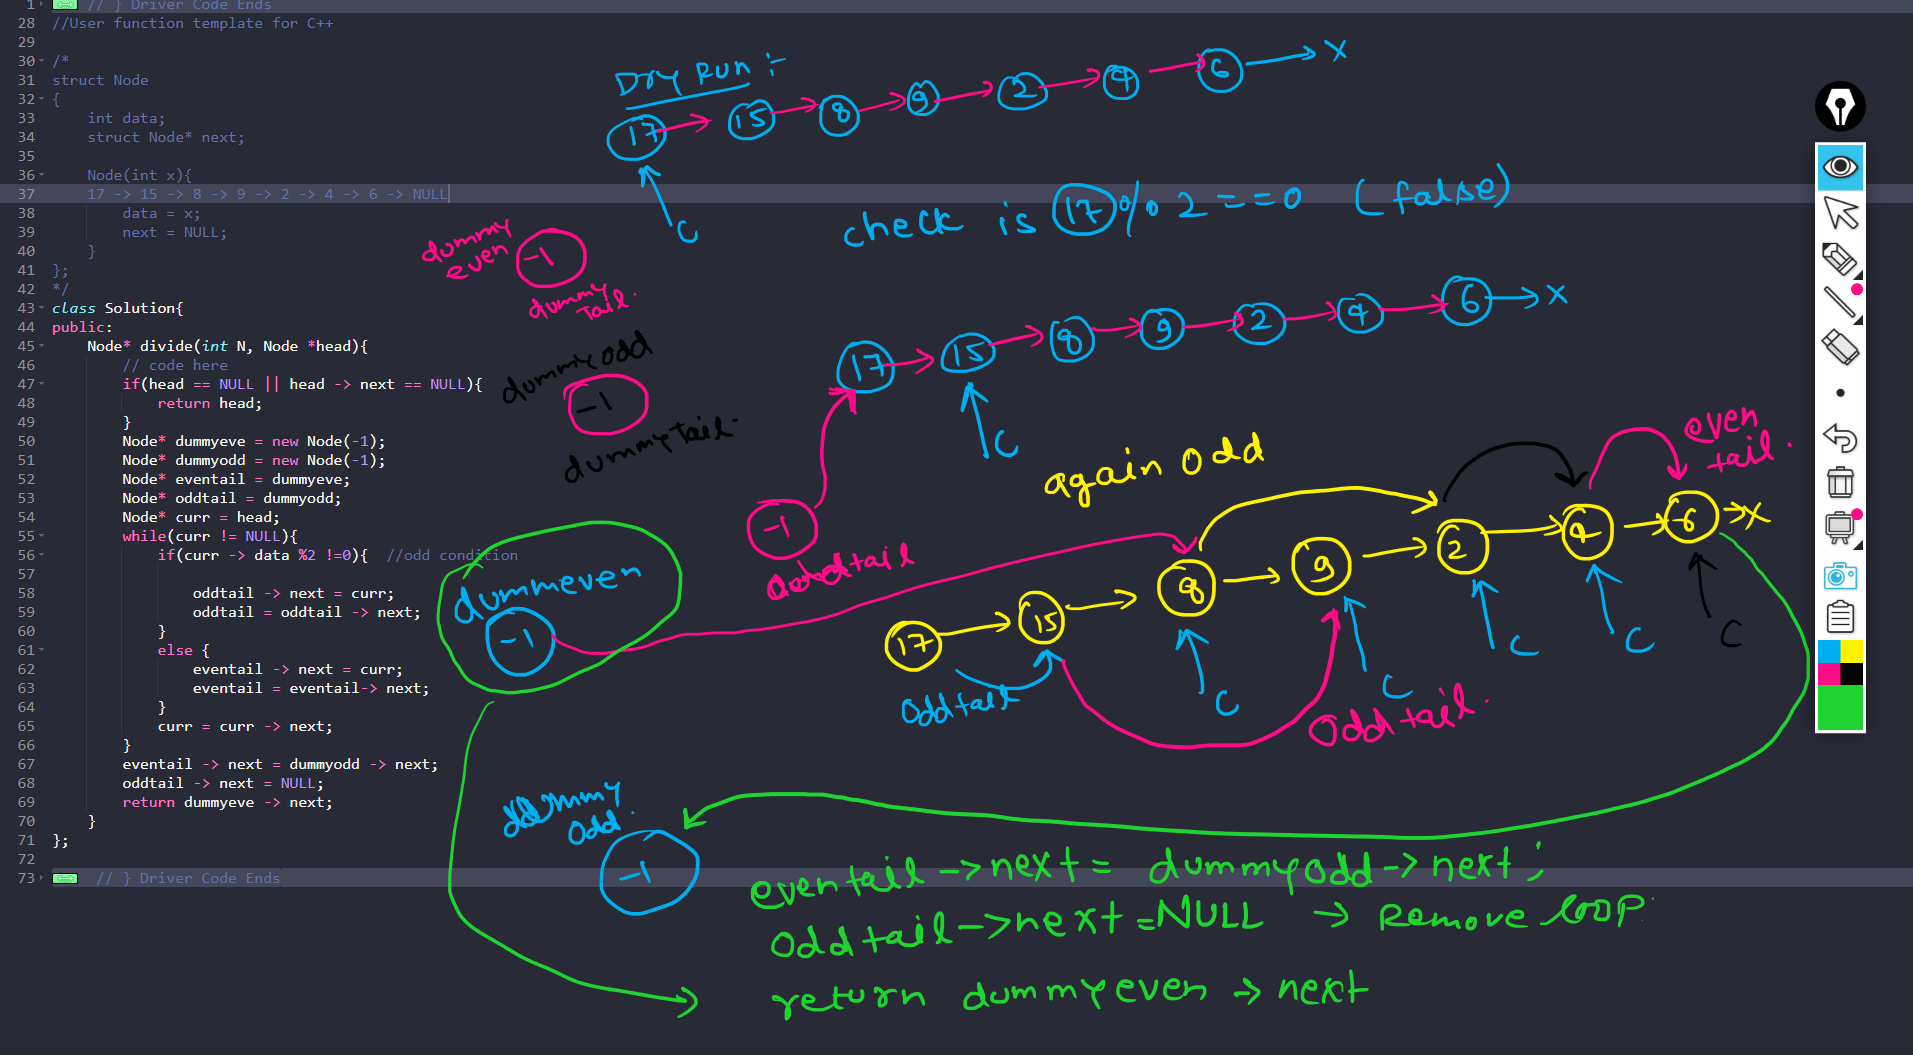 1 // } Driver Code Ends
28 //User function template for C++
29
30 /*
31 struct Node
32 {
33     int data;
34     struct Node* next;
35
36     Node(int x){
37     17 -> 15 -> 8 -> 9 -> 2 -> 4 -> 6 -> NULL
38         data = x;
39         next = NULL;
40     }
41 };
42 */
43 class Solution{
44 public:
45     Node* divide(int N, Node *head){
46         // code here
47         if(head == NULL || head -> next == NULL){
48             return head;
49         }
50         Node* dummyeve = new Node(-1);
51         Node* dummyodd = new Node(-1);
52         Node* eventail = dummyeve;
53         Node* oddtail = dummyodd;
54         Node* curr = head;
55         while(curr != NULL){
56             if(curr -> data %2 !=0){  //odd condition
57
58                 oddtail -> next = curr;
59                 oddtail = oddtail -> next;
60             }
61             else {
62                 eventail -> next = curr;
63                 eventail = eventail-> next;
64             }
65             curr = curr -> next;
66         }
67         eventail -> next = dummyodd -> next;
68         oddtail -> next = NULL;
69         return dummyeve -> next;
70     }
71 };
72
73 // } Driver Code Ends
Dry Run :-
17 15 8 9 2 4 6 X
C
check is 17 % 2 == 0 (false)
dummy even -1
dummy Tail.
17 15 8 9 2 4 6 X
C
dummyodd
-1
dummytail.
again odd
even tail.
-1
oddtail
dummeven
-1
17 15 8 9 2 4 6 X
C C C C C
Oddtail
Oddtail.
dummy odd.
-1
eventail -> next = dummyodd -> next;
Oddtail -> next = NULL -> Remove loop.
return dummyeven -> next